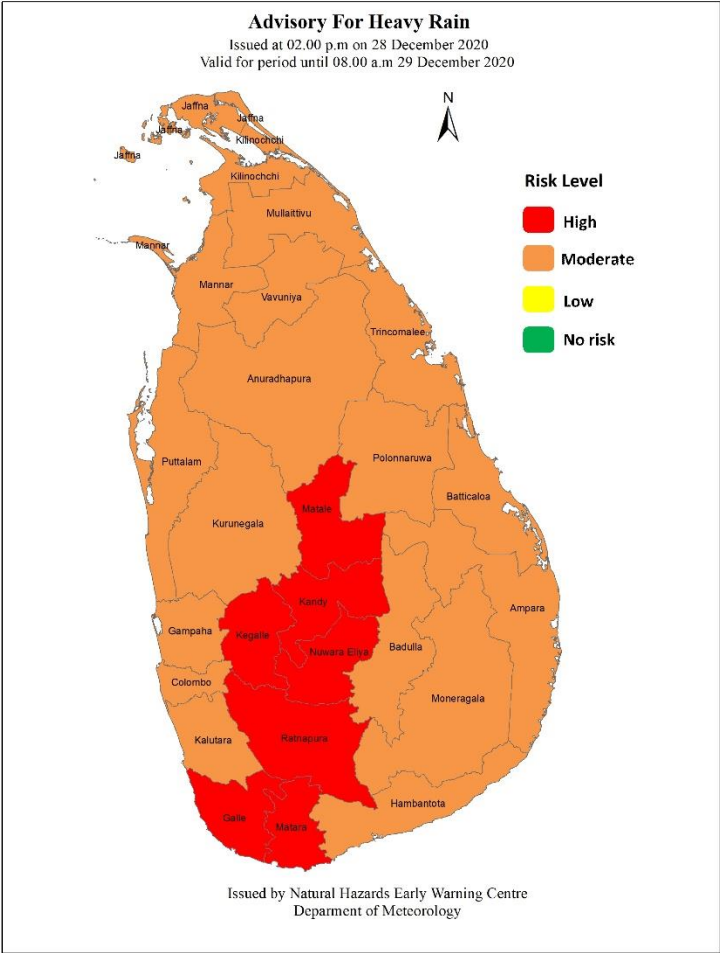 Advisory For Heavy Rain
Issued at 02.00 p.m on 28 December 2020
Valid for period until 08.00 a.m 29 December 2020
N
Jaffna
Jaffna
Jaffna
Kilinochchi
Jaffna
Kilinochchi
Risk Level
Mullaittivu
High
Mannar
Moderate
Mannar
Vavuniya
Low
Trincomalee
No risk
Anuradhapura
Polonnaruwa
Puttalam
Batticaloa
Matale
Kurunegala
Kandy
Ampara
Gampaha
Kegalle
Badulla
Nuwara Eliya
Colombo
Moneragala
Ratnapura
Kalutara
Hambantota
Galle
Matara
Issued by Natural Hazards Early Warning Centre
Deparment of Meteorology